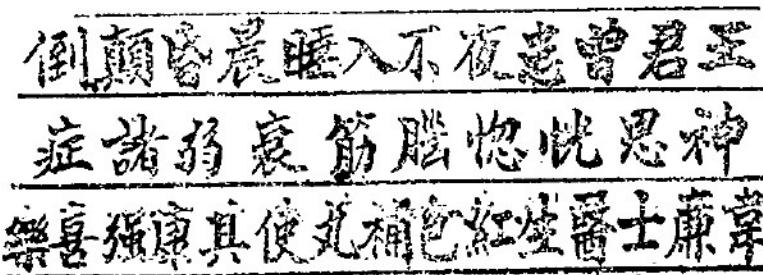 王君曾患夜不入睡晨昏顛倒
神思恍惚腦筋衰弱諸症
韋廉士醫生紅色補丸使其康强喜樂